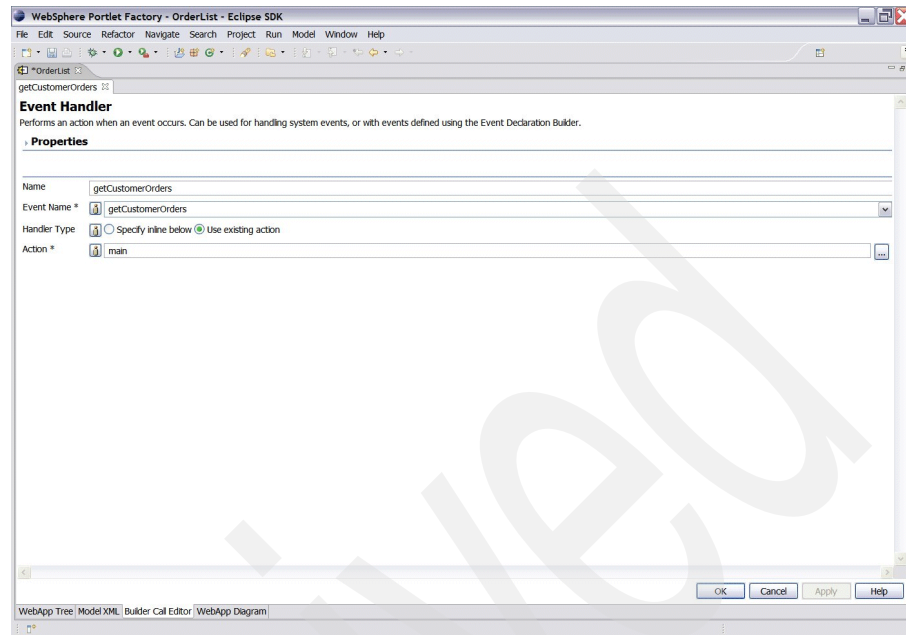 WebSphere Portlet Factory - OrderList - Eclipse SDK
File Edit Source Refactor Navigate Search Project Run Model Window Help
*OrderList
getCustomerOrders
Event Handler
Performs an action when an event occurs. Can be used for handling system events, or with events defined using the Event Declaration Builder.
Properties
Name getCustomerOrders
Event Name * getCustomerOrders
Handler Type Specify inline below Use existing action
Action * main ...
OK Cancel Apply Help
WebApp Tree Model XML Builder Call Editor WebApp Diagram